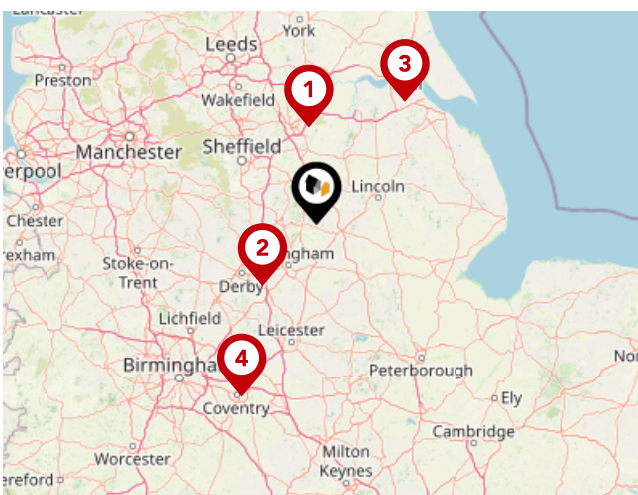 Lancaster
York
Leeds
3
Preston
1
Wakefield
Manchester
Sheffield
erpool
Lincoln
Chester
2
rexham
ngham
Stoke-on-
Trent
Derby
Lichfield
Leicester
4
Birmingha
Nor
Peterborough
Coventry
Ely
Cambridge
Worcester
Milton
Keynes
ereford